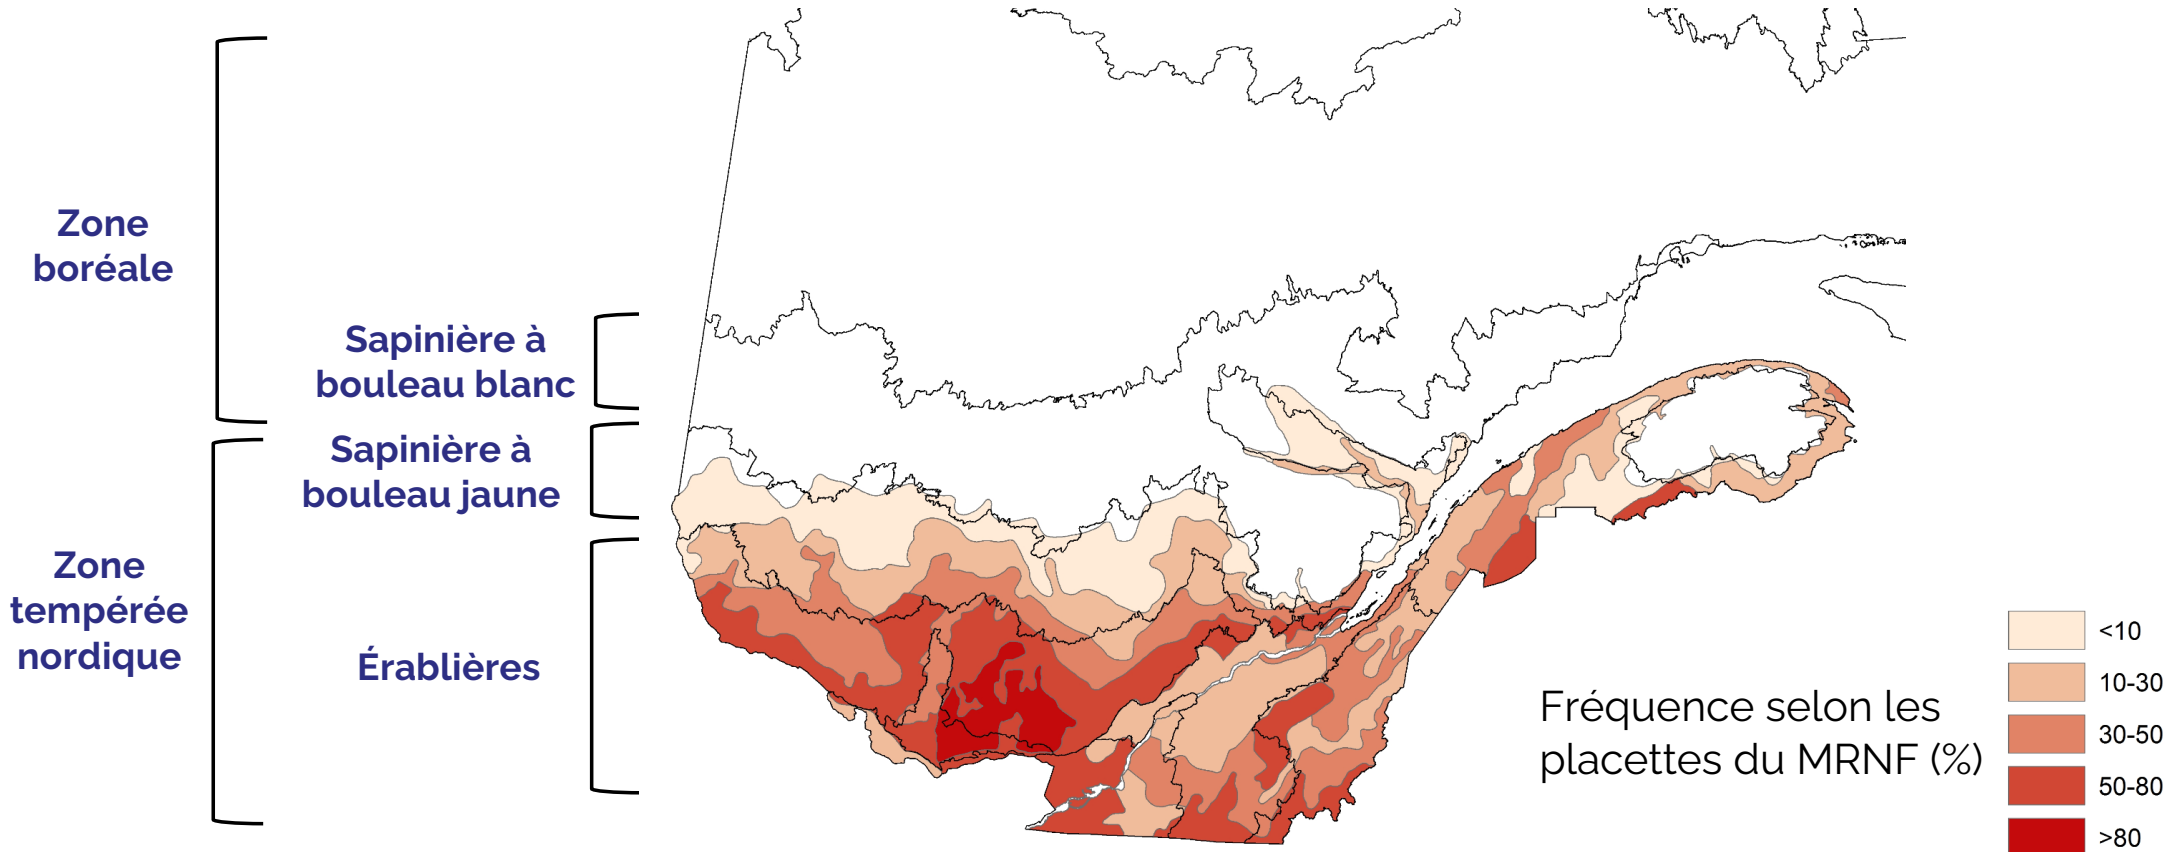 Zone
boréale
Sapinière à
bouleau blanc
Sapinière à
bouleau jaune
Zone
tempérée
nordique
Érablières
Fréquence selon les
placettes du MRNF (%)
<10
10-30
30-50
50-80
>80